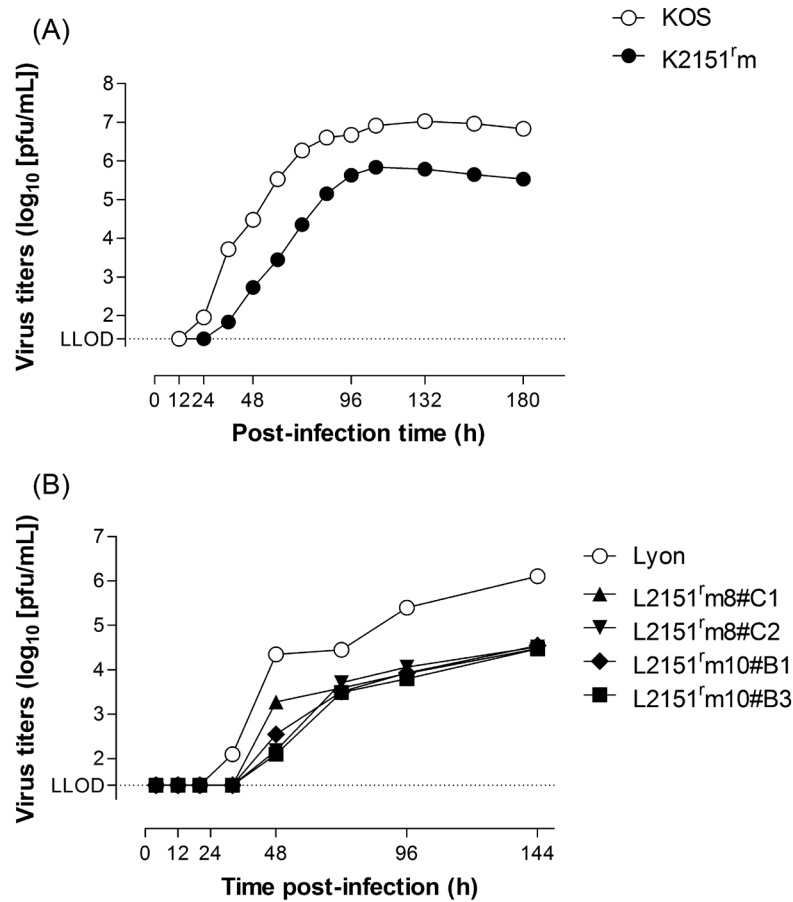 (A)
KOS
K2151ʳm
Virus titers (log₁₀ [pfu/mL])
8
7
6
5
4
3
2
LLOD
0 12 24 48 96 132 180
Post-infection time (h)
(B)
Lyon
L2151ʳm8#C1
L2151ʳm8#C2
L2151ʳm10#B1
L2151ʳm10#B3
Virus titers (log₁₀ [pfu/mL])
7
6
5
4
3
2
LLOD
0 12 24 48 96 144
Time post-infection (h)